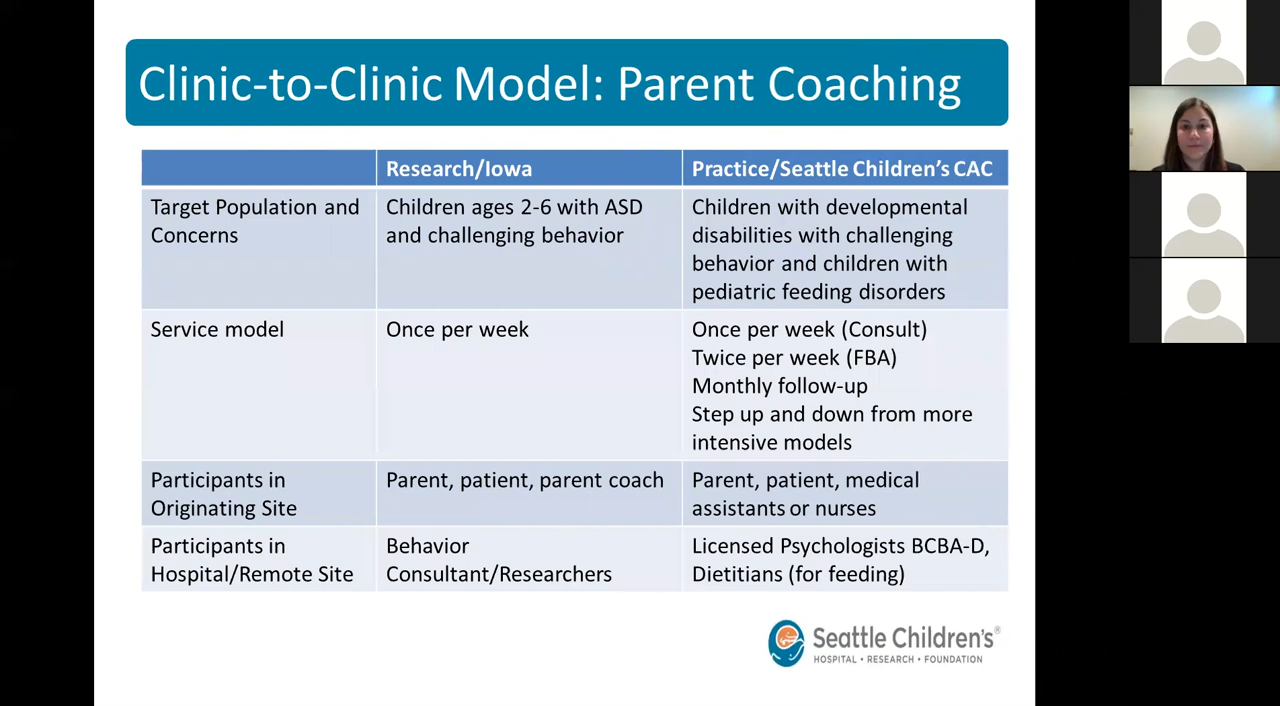 Clinic-to-Clinic Model: Parent Coaching
Research/Iowa
Practice/Seattle Children's CAC
Target Population and
Concerns
Children ages 2-6 with ASD
and challenging behavior
Children with developmental
disabilities with challenging
behavior and children with
pediatric feeding disorders
Service model
Once per week
Once per week (Consult)
Twice per week (FBA)
Monthly follow-up
Step up and down from more
intensive models
Participants in
Originating Site
Parent, patient, parent coach
Parent, patient, medical
assistants or nurses
Participants in
Hospital/Remote Site
Behavior
Consultant/Researchers
Licensed Psychologists BCBA-D,
Dietitians (for feeding)
Seattle Children's®
HOSPITAL • RESEARCH • FOUNDATION